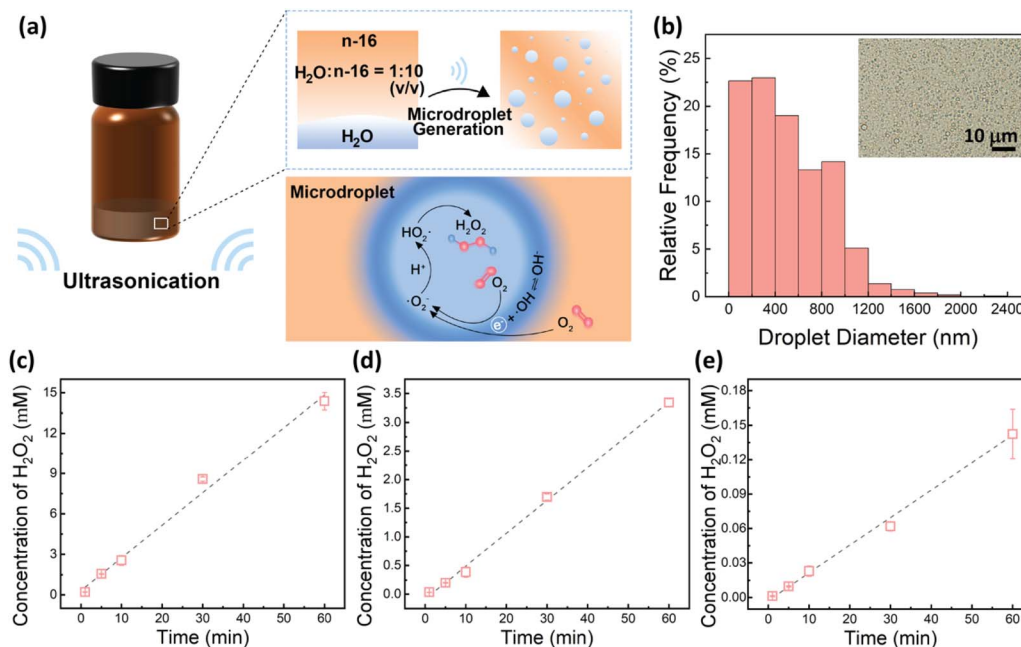 (a)
n-16
H₂O:n-16 = 1:10
(v/v)
Microdroplet
Generation
H₂O
Ultrasonication
Microdroplet
HO₂·
H₂O₂
H⁺
O₂
·O₂⁻
e⁻ + ·OH ⇌ OH⁻
O₂
(b)
Relative Frequency (%)
25
20
15
10
5
0
0 400 800 1200 1600 2000 2400
Droplet Diameter (nm)
10 μm
(c)
Concentration of H₂O₂ (mM)
15
12
9
6
3
0
0 10 20 30 40 50 60
Time (min)
(d)
Concentration of H₂O₂ (mM)
3.5
3.0
2.5
2.0
1.5
1.0
0.5
0.0
0 10 20 30 40 50 60
Time (min)
(e)
Concentration of H₂O₂ (mM)
0.18
0.15
0.12
0.09
0.06
0.03
0.00
0 10 20 30 40 50 60
Time (min)